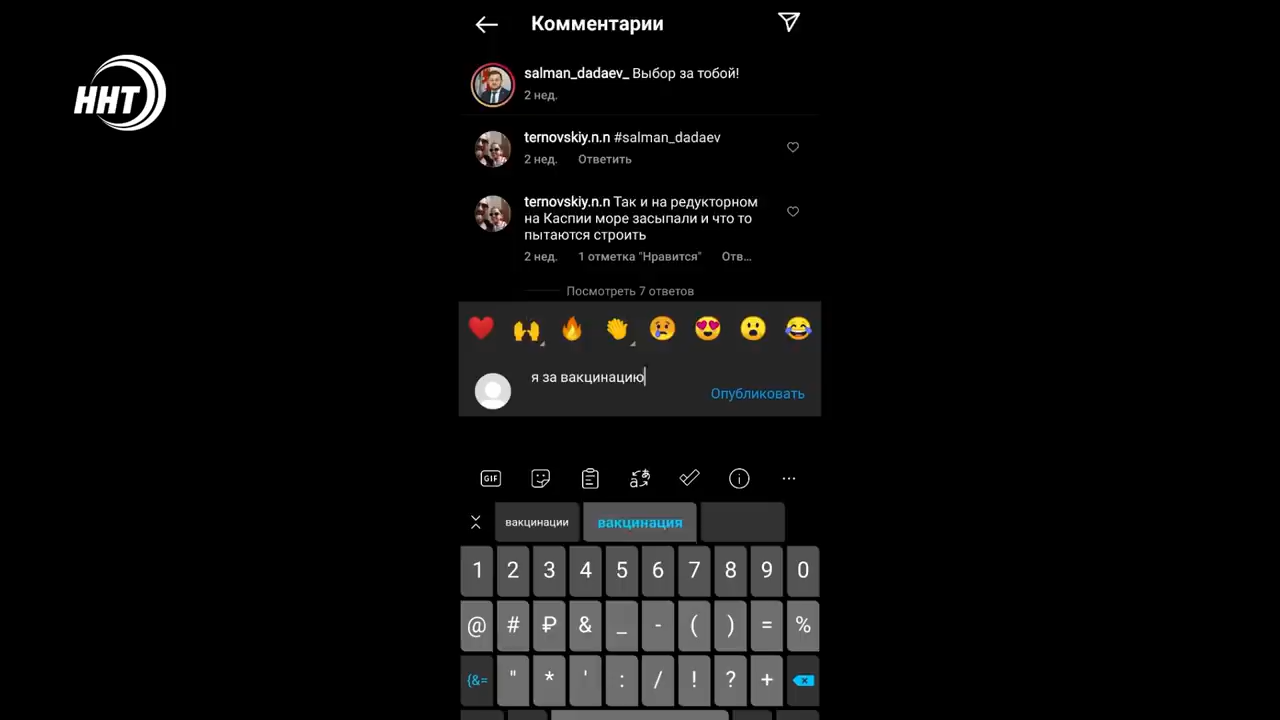 ННТ
Комментарии
salman_dadaev_ Выбор за тобой!
2 нед.
ternovskiy.n.n #salman_dadaev
2 нед. Ответить
ternovskiy.n.n Так и на редукторном
на Каспии море засыпали и что то
пытаются строить
2 нед. 1 отметка "Нравится" Отв...
Посмотреть 7 ответов
я за вакцинацию
Опубликовать
GIF
вакцинации вакцинация
1 2 3 4 5 6 7 8 9 0
@ # ₽ & _ - ( ) = %
{&= " * ' : / ! ? +